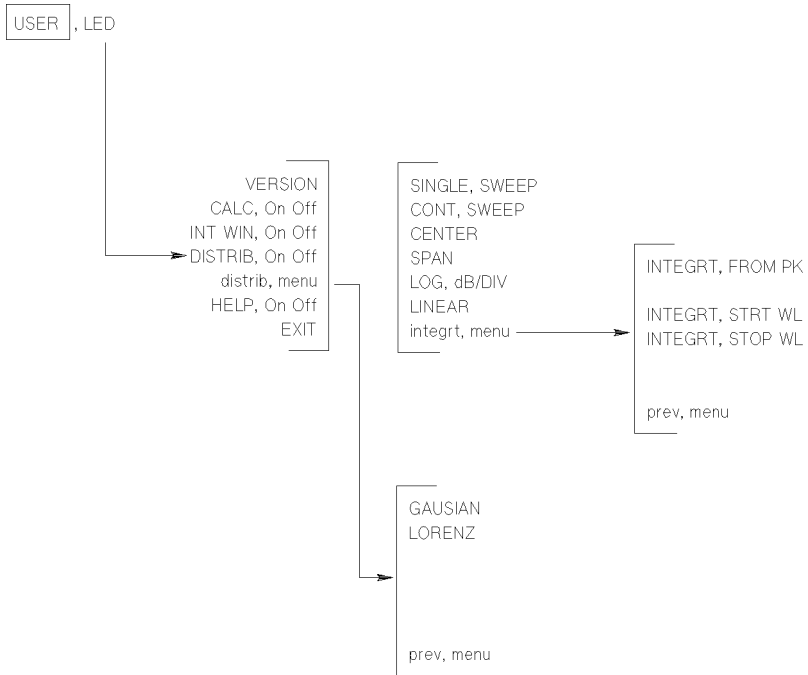 USER , LED
VERSION
CALC, On Off
INT WIN, On Off
DISTRIB, On Off
distrib, menu
HELP, On Off
EXIT
SINGLE, SWEEP
CONT, SWEEP
CENTER
SPAN
LOG, dB/DIV
LINEAR
integrt, menu
INTEGRT, FROM PK
INTEGRT, STRT WL
INTEGRT, STOP WL
prev, menu
GAUSIAN
LORENZ
prev, menu